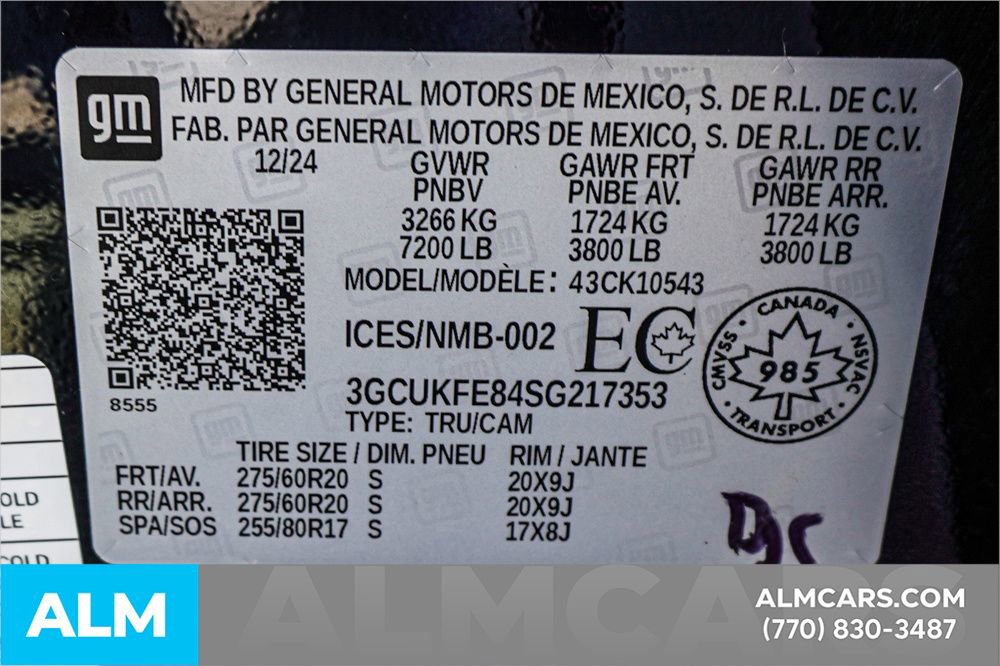 gm
MFD BY GENERAL MOTORS DE MEXICO, S. DE R.L. DE C.V.
FAB. PAR GENERAL MOTORS DE MEXICO, S. DE R.L. DE C.V.
12/24 GVWR GAWR FRT GAWR RR
PNBV PNBE AV. PNBE ARR.
3266 KG 1724 KG 1724 KG
7200 LB 3800 LB 3800 LB
MODEL/MODÈLE: 43CK10543
ICES/NMB-002 EC
CANADA
CMVSS · NSVAC
985
TRANSPORT
3GCUKFE84SG217353
8555
TYPE: TRU/CAM
TIRE SIZE / DIM. PNEU RIM / JANTE
FRT/AV. 275/60R20 S 20X9J
RR/ARR. 275/60R20 S 20X9J
SPA/SOS 255/80R17 S 17X8J
OLD
LE
COLD
ALM
ALMCARS
ALMCARS.COM
(770) 830-3487